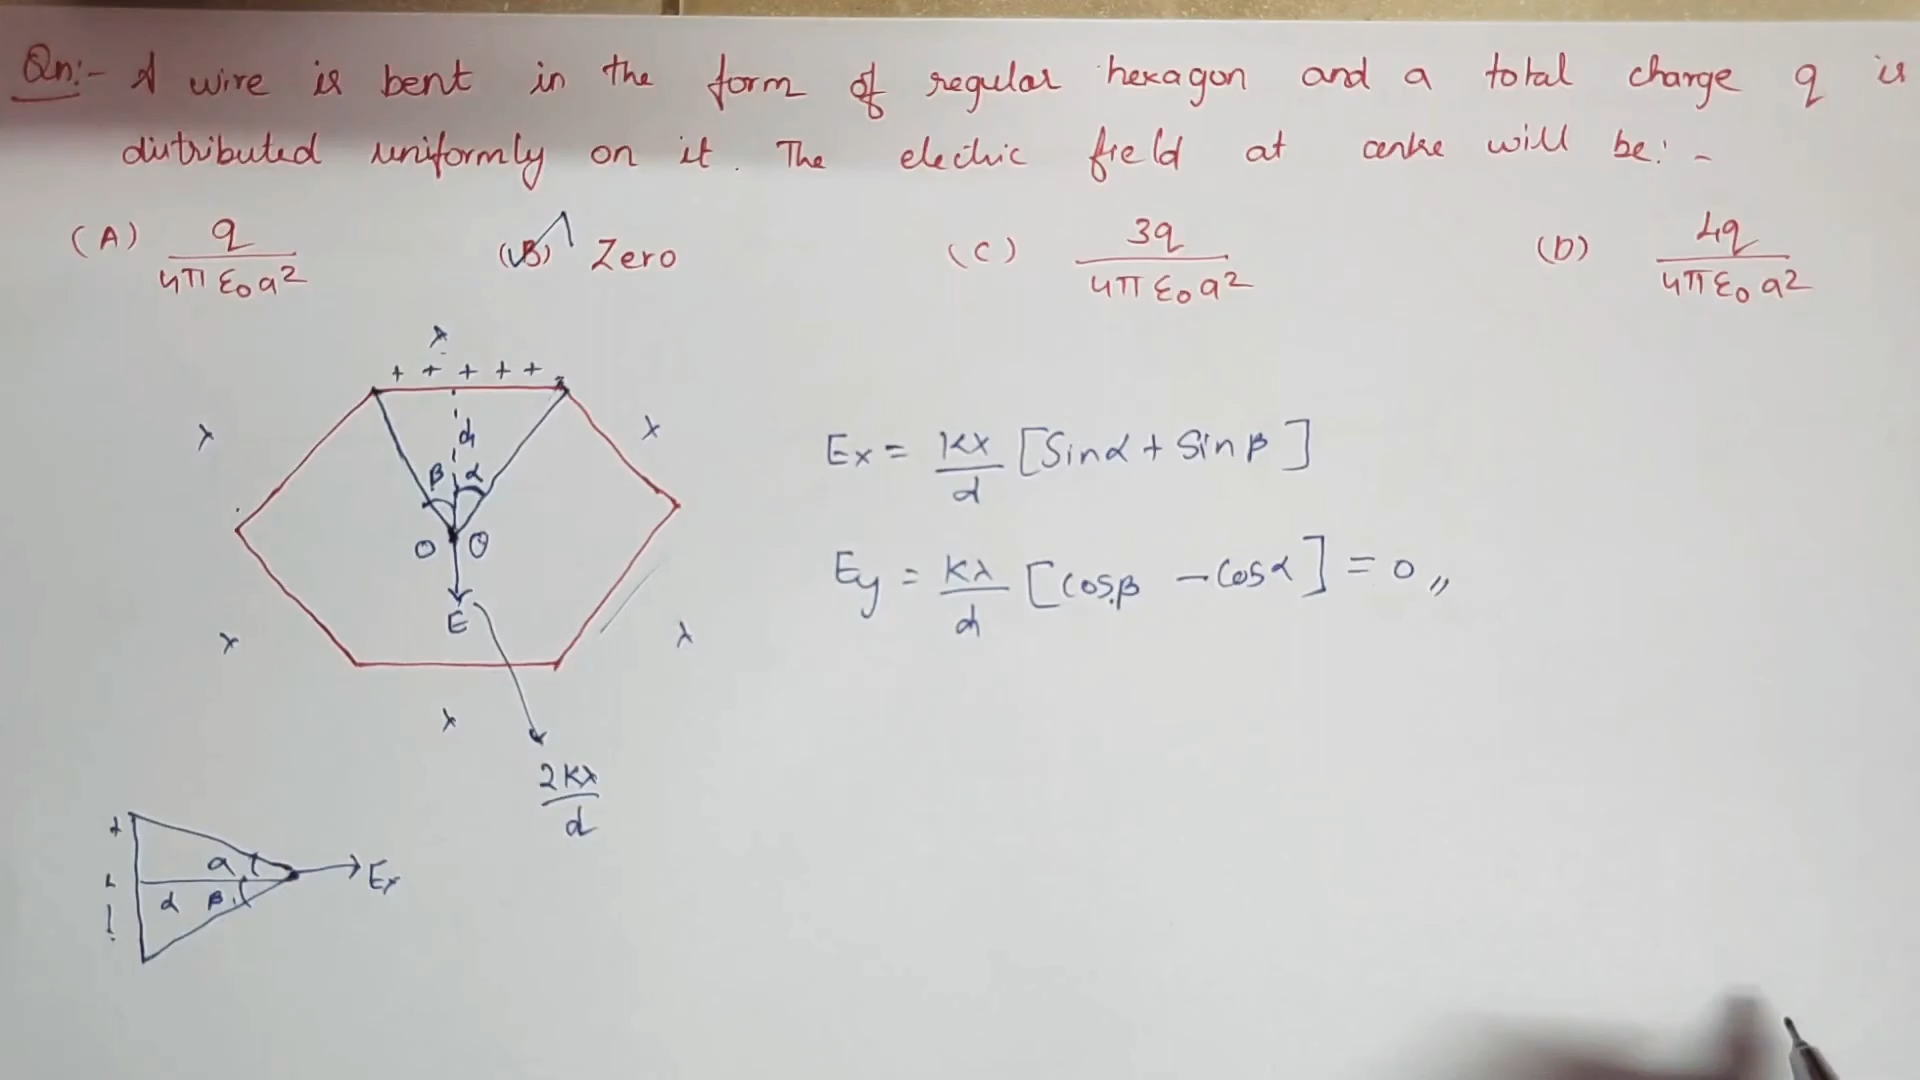 Qn:- A wire is bent in the form of regular hexagon and a total charge q is
distributed uniformly on it. The electric field at centre will be: -
(A) q/4πε₀a² (B) Zero (C) 3q/4πε₀a² (D) 4q/4πε₀a²
λ
+ + + + +
λ λ
d
β α
O θ
E
λ λ
λ
2Kλ/d
Ex = Kλ/d [Sinα + Sinβ]
Ey = Kλ/d [Cosβ - Cosα] = 0,,
α
d β
Ex